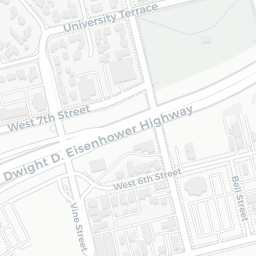 University Terrace
West 7th Street
Dwight D. Eisenhower Highway
West 6th Street
Vine Street
Bell Street